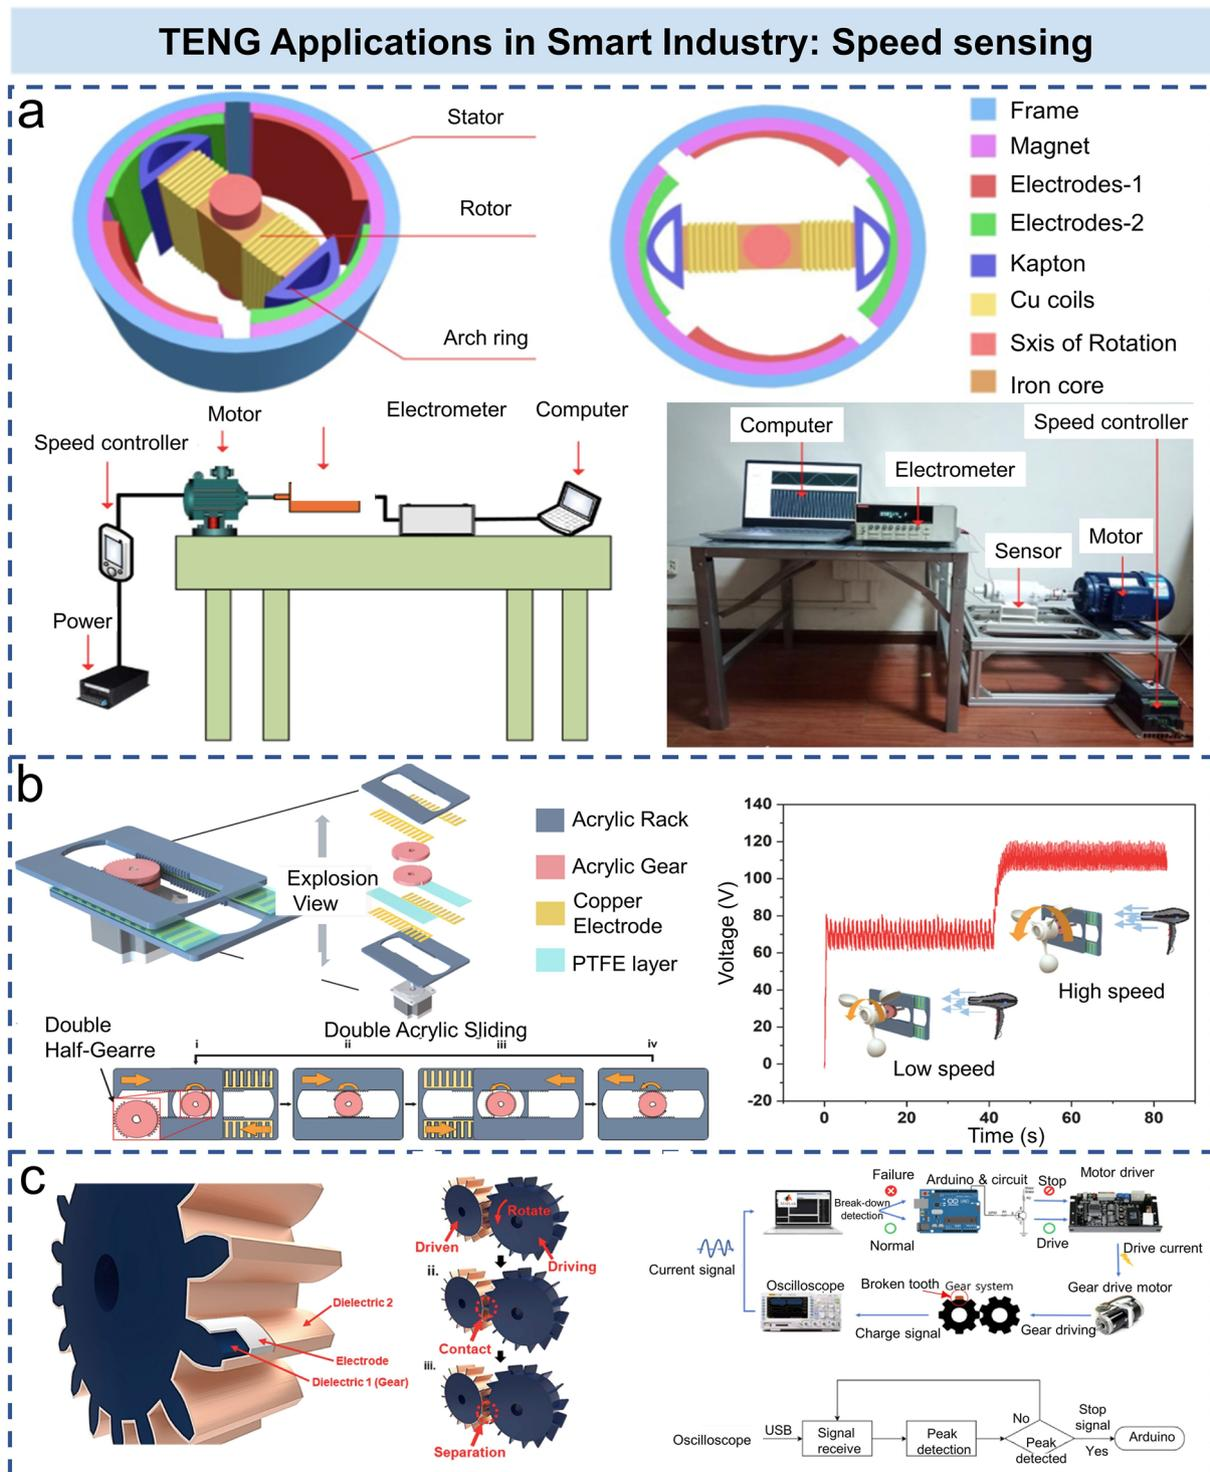 TENG Applications in Smart Industry: Speed sensing
a
Stator
Rotor
Arch ring
Frame
Magnet
Electrodes-1
Electrodes-2
Kapton
Cu coils
Sxis of Rotation
Iron core
Motor
Electrometer
Computer
Speed controller
Power
Computer
Speed controller
Electrometer
Sensor
Motor
b
Explosion
View
Acrylic Rack
Acrylic Gear
Copper
Electrode
PTFE layer
Double
Half-Gearre
Double Acrylic Sliding
i
ii
iii
iv
Voltage (V)
140
120
100
80
60
40
20
0
-20
0
20
40
60
80
Time (s)
High speed
Low speed
c
Dielectric 2
Electrode
Dielectric 1 (Gear)
Rotate
Driven
Driving
ii.
Contact
iii.
Separation
Failure
Arduino & circuit
Stop
Motor driver
Break-down
detection
Normal
Drive
Drive current
Current signal
Oscilloscope
Broken tooth
Gear system
Gear drive motor
Charge signal
Gear driving
Oscilloscope
USB
Signal
receive
Peak
detection
No
Peak
detected
Stop
signal
Yes
Arduino